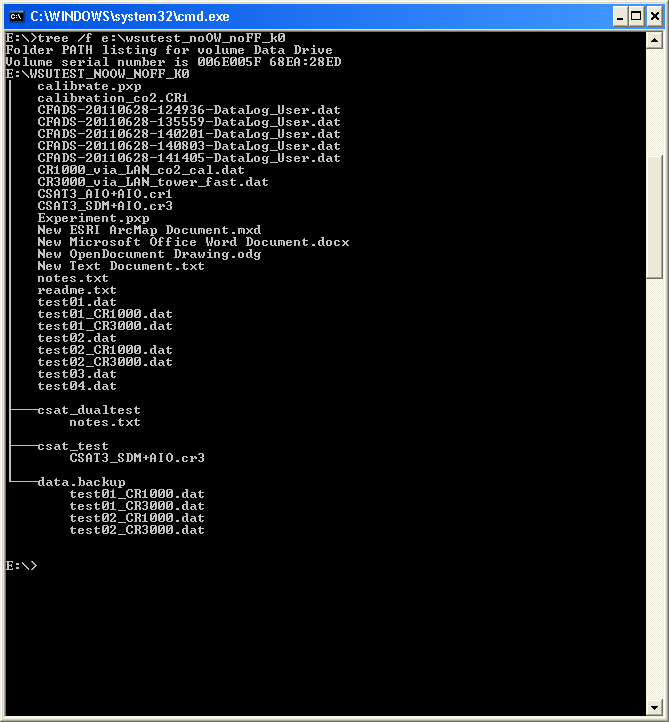 C:\WINDOWS\system32\cmd.exe
E:\>tree /f e:\wsutest_noOW_noFF_k0
Folder PATH listing for volume Data Drive
Volume serial number is 006E005F 68EA:28ED
E:\WSUTEST_NOOW_NOFF_K0
calibrate.pxp
calibration_co2.CR1
CFADS-20110628-124936-DataLog_User.dat
CFADS-20110628-135559-DataLog_User.dat
CFADS-20110628-140201-DataLog_User.dat
CFADS-20110628-140803-DataLog_User.dat
CFADS-20110628-141405-DataLog_User.dat
CR1000_via_LAN_co2_cal.dat
CR3000_via_LAN_tower_fast.dat
CSAT3_AIO+AIO.cr1
CSAT3_SDM+AIO.cr3
Experiment.pxp
New ESRI ArcMap Document.mxd
New Microsoft Office Word Document.docx
New OpenDocument Drawing.odg
New Text Document.txt
notes.txt
readme.txt
test01.dat
test01_CR1000.dat
test01_CR3000.dat
test02.dat
test02_CR1000.dat
test02_CR3000.dat
test03.dat
test04.dat
csat_dualtest
notes.txt
csat_test
CSAT3_SDM+AIO.cr3
data.backup
test01_CR1000.dat
test01_CR3000.dat
test02_CR1000.dat
test02_CR3000.dat
E:\>